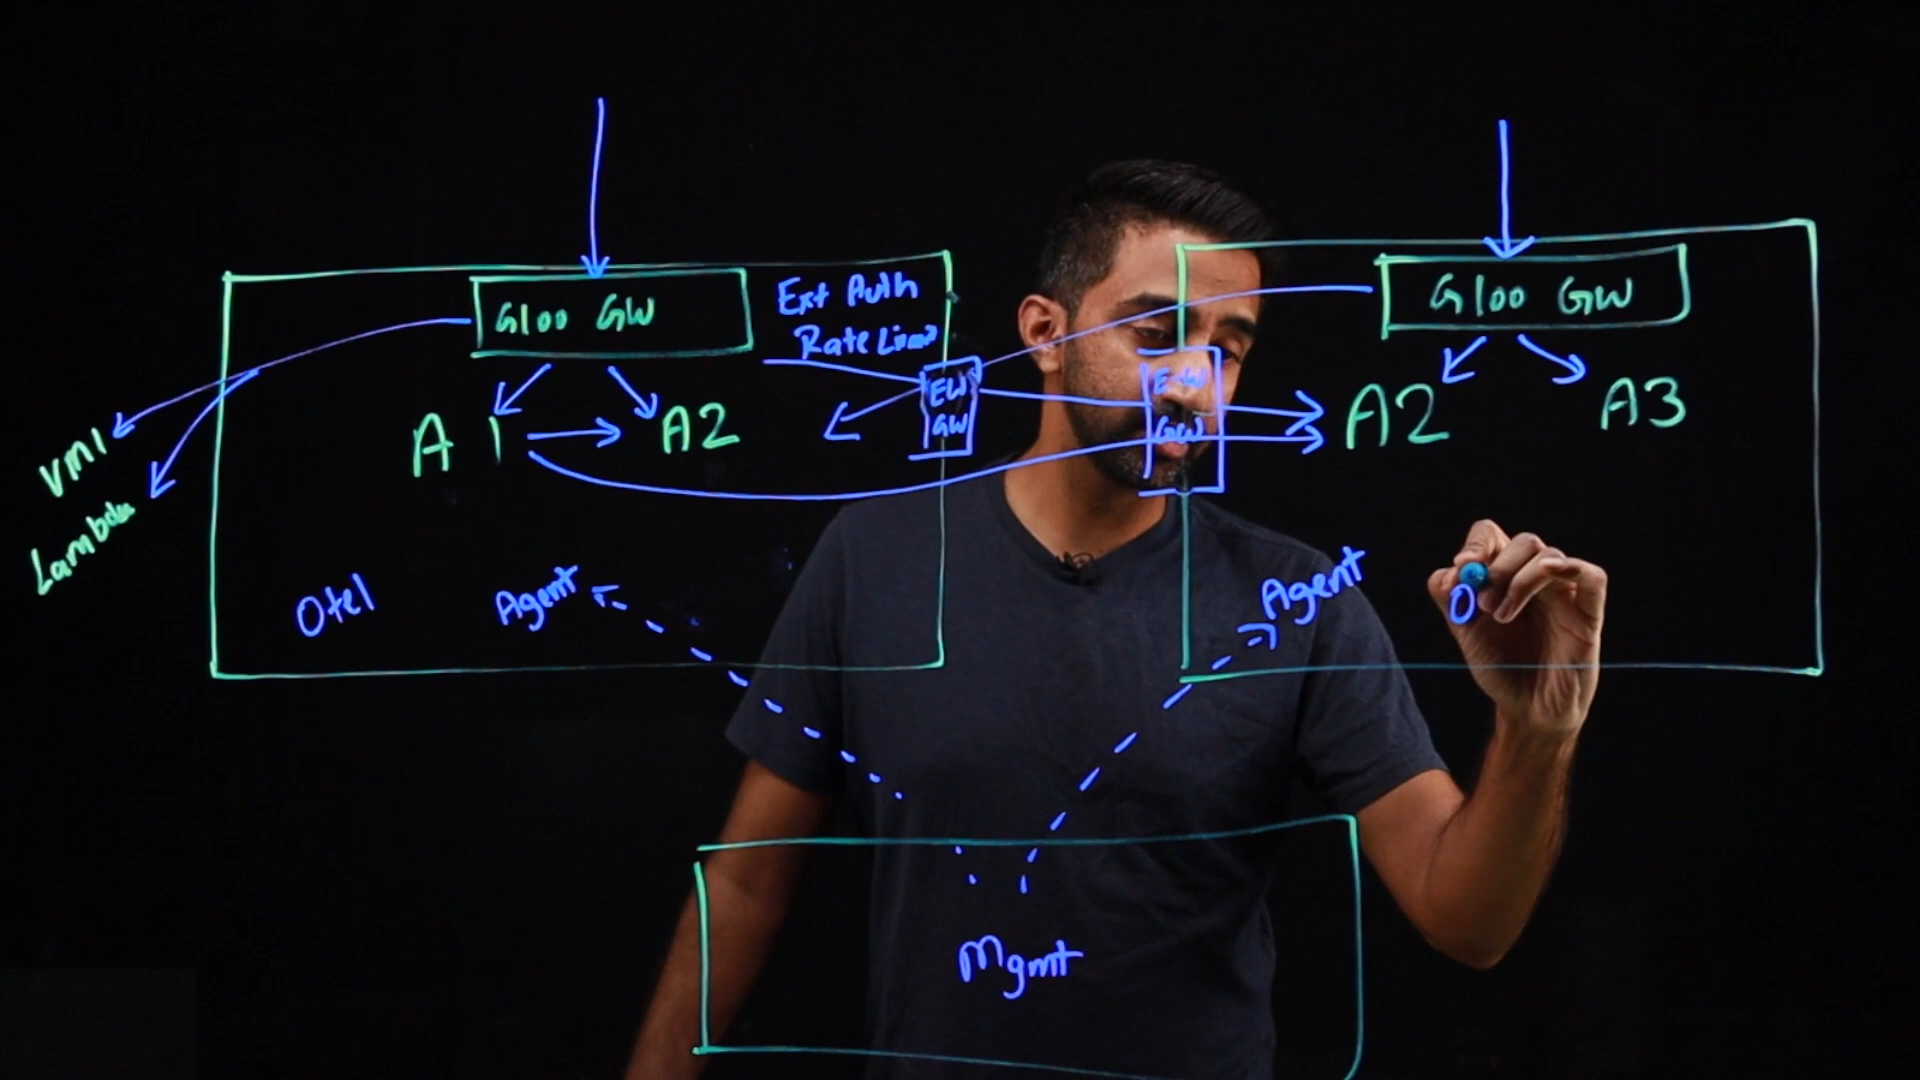 Gloo GW
Ext Auth
Rate Limit
A1
A2
EW
GW
VM1
Lambda
Otel
Agent
Gloo GW
E-W
GW
A2
A3
Agent
O
Mgmt